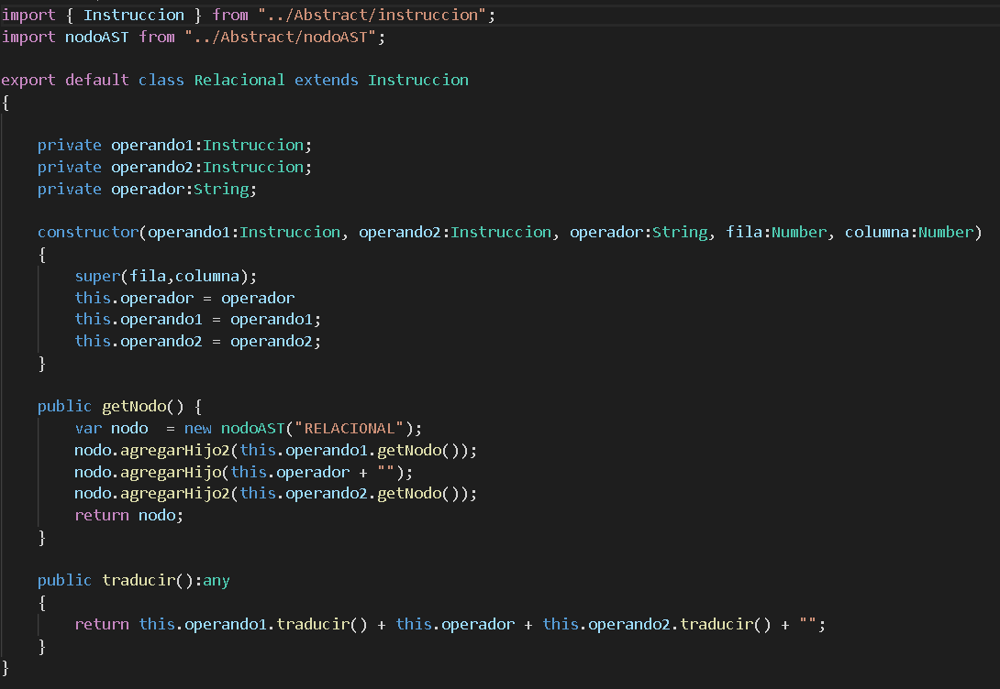 import { Instruccion } from "../Abstract/instruccion";
import nodoAST from "../Abstract/nodoAST";
export default class Relacional extends Instruccion
{
private operando1:Instruccion;
private operando2:Instruccion;
private operador:String;
constructor(operando1:Instruccion, operando2:Instruccion, operador:String, fila:Number, columna:Number)
{
super(fila,columna);
this.operador = operador
this.operando1 = operando1;
this.operando2 = operando2;
}
public getNodo() {
var nodo  = new nodoAST("RELACIONAL");
nodo.agregarHijo2(this.operando1.getNodo());
nodo.agregarHijo(this.operador + "");
nodo.agregarHijo2(this.operando2.getNodo());
return nodo;
}
public traducir():any
{
return this.operando1.traducir() + this.operador + this.operando2.traducir() + "";
}
}